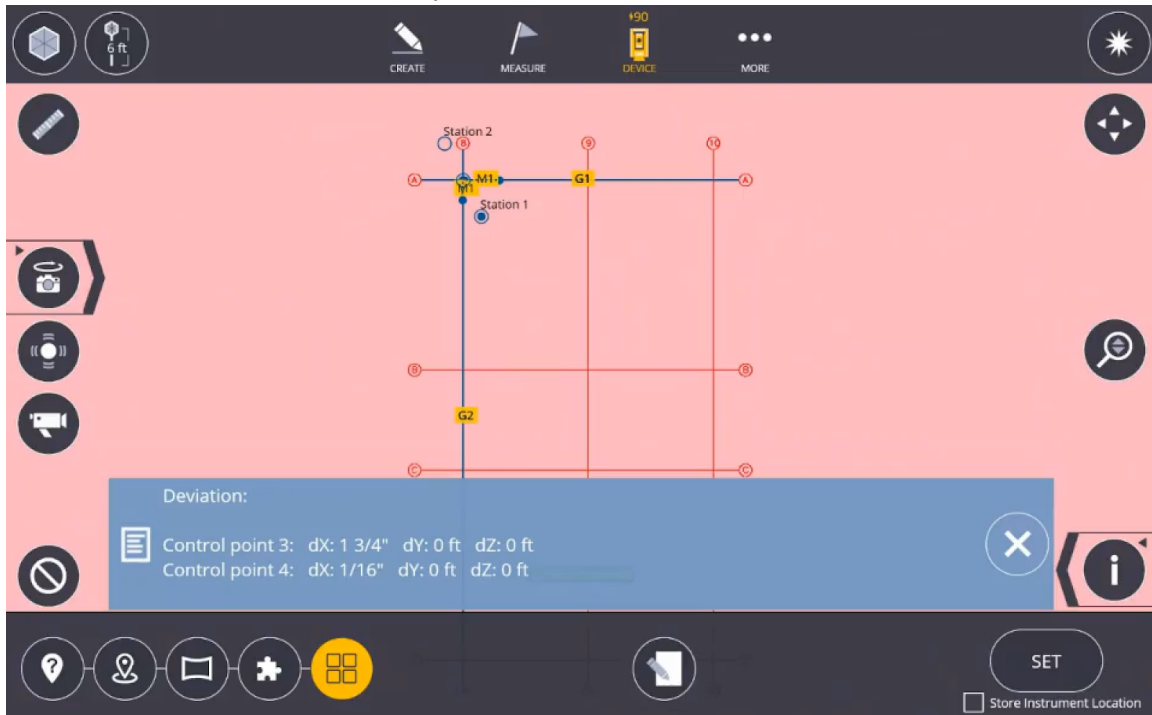 +90
6 ft
CREATE
MEASURE
DEVICE
MORE
Station 2
8
9
10
A
M1
G1
A
M1
Station 1
B
B
G2
C
C
Deviation:
Control point 3: dX: 1 3/4" dY: 0 ft dZ: 0 ft
Control point 4: dX: 1/16" dY: 0 ft dZ: 0 ft
i
?
SET
Store Instrument Location